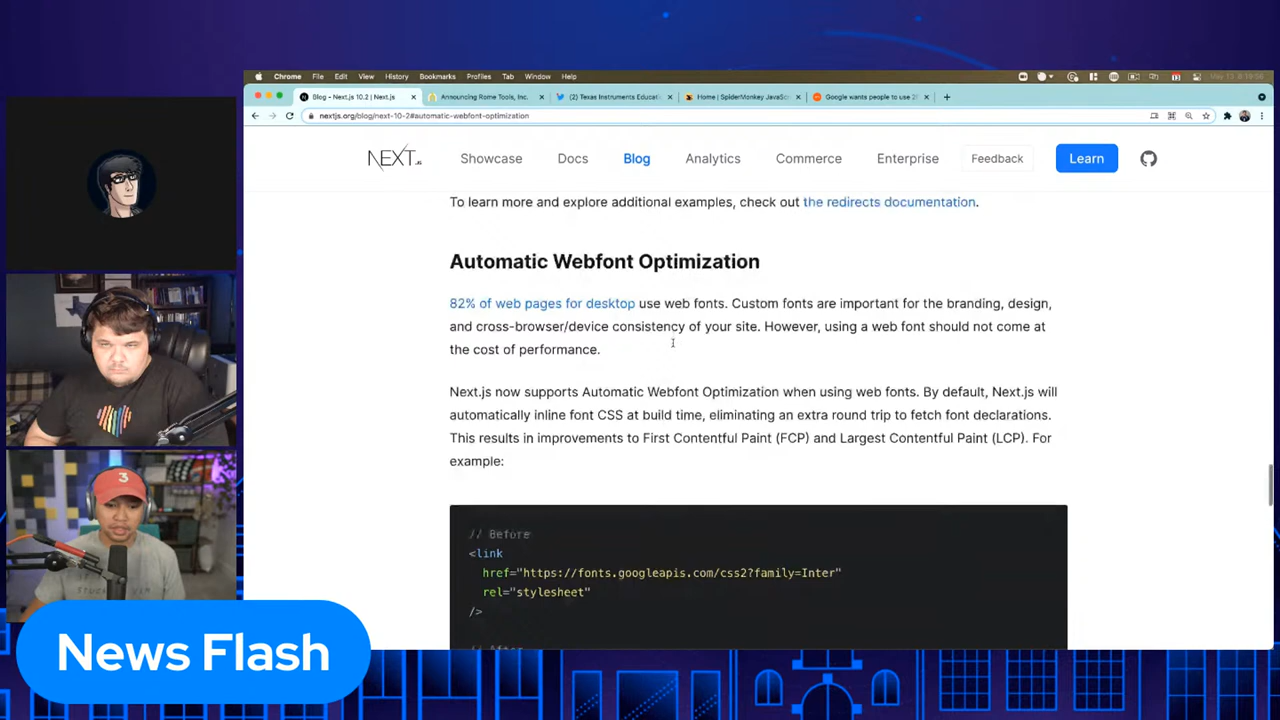 Chrome File Edit View History Bookmarks Profiles Tab Window Help
Blog - Next.js 10.2 | Next.js
Announcing Rome Tools, Inc.
(2) Texas Instruments Educati
Home | SpiderMonkey JavaSc
Google wants people to use 2
nextjs.org/blog/next-10-2#automatic-webfont-optimization
NEXT.JS Showcase Docs Blog Analytics Commerce Enterprise Feedback Learn
To learn more and explore additional examples, check out the redirects documentation.
Automatic Webfont Optimization
82% of web pages for desktop use web fonts. Custom fonts are important for the branding, design,
and cross-browser/device consistency of your site. However, using a web font should not come at
the cost of performance.
Next.js now supports Automatic Webfont Optimization when using web fonts. By default, Next.js will
automatically inline font CSS at build time, eliminating an extra round trip to fetch font declarations.
This results in improvements to First Contentful Paint (FCP) and Largest Contentful Paint (LCP). For
example:
// Before
<link
href="https://fonts.googleapis.com/css2?family=Inter"
rel="stylesheet"
/>
3
News Flash